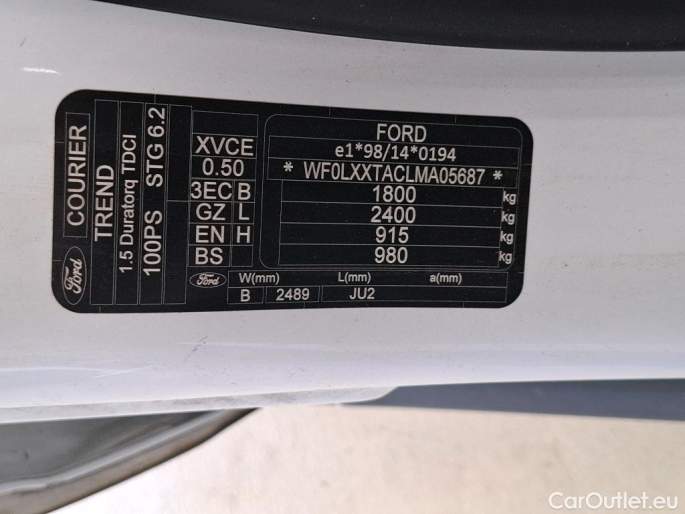 COURIER
TREND
1.5 Duratorq TDCI
100PS STG 6.2
Ford
XVCE
0.50
3EC B
GZ L
EN H
BS
FORD
e1*98/14*0194
* WF0LXXTACLMA05687 *
1800 kg
2400 kg
915 kg
980 kg
Ford
W(mm) L(mm) a(mm)
B 2489 JU2
CarOutlet.eu